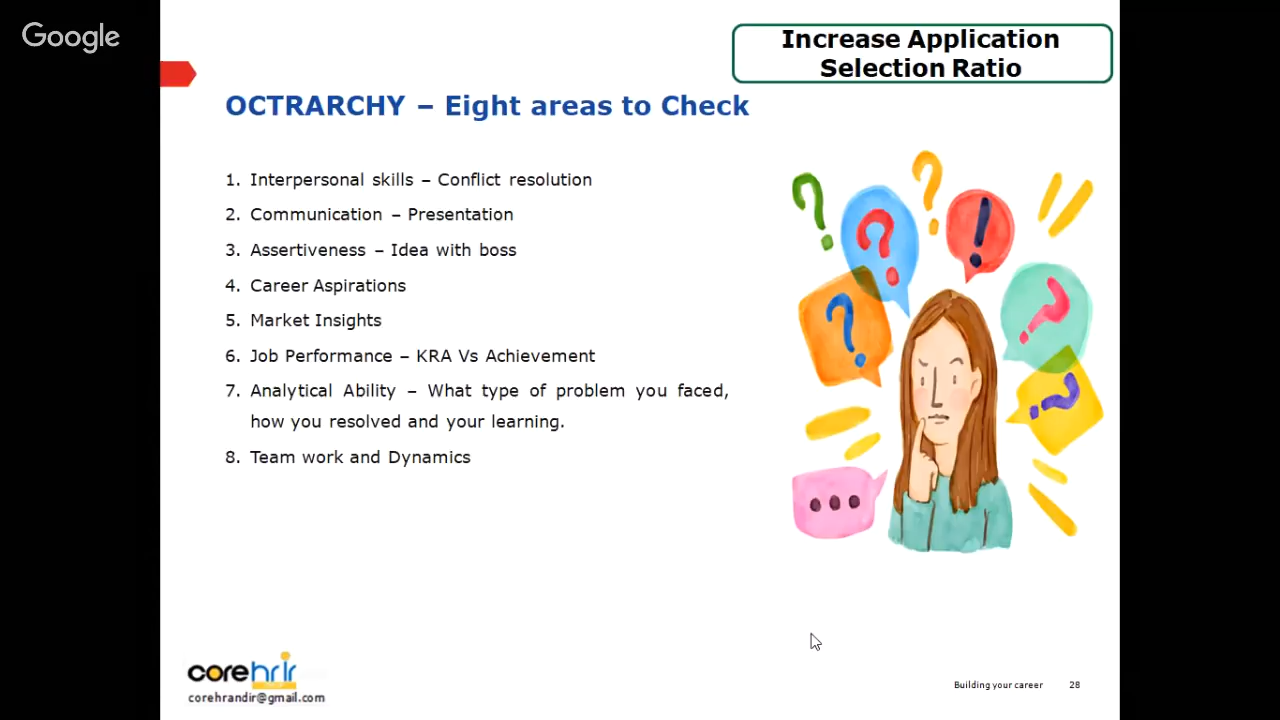 Google
Increase Application
Selection Ratio
OCTRARCHY – Eight areas to Check
1. Interpersonal skills – Conflict resolution
2. Communication – Presentation
3. Assertiveness – Idea with boss
4. Career Aspirations
5. Market Insights
6. Job Performance – KRA Vs Achievement
7. Analytical Ability – What type of problem you faced,
how you resolved and your learning.
8. Team work and Dynamics
corehrir
corehrandir@gmail.com
Building your career 28